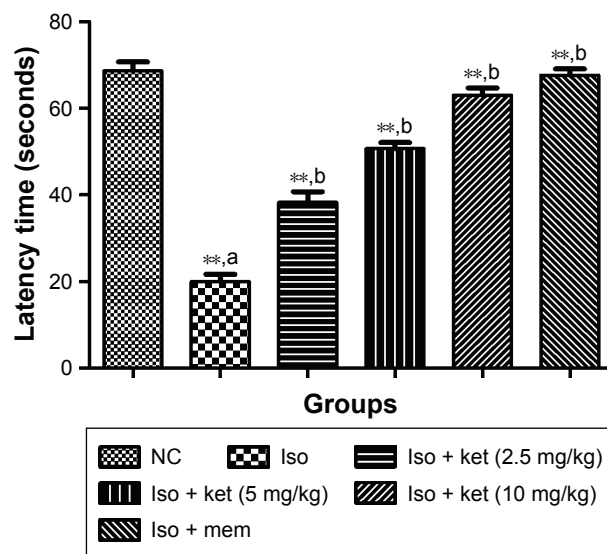 Latency time (seconds)
80
60
40
20
0
**,a
**,b
**,b
**,b
**,b
Groups
NC Iso Iso + ket (2.5 mg/kg)
Iso + ket (5 mg/kg) Iso + ket (10 mg/kg)
Iso + mem